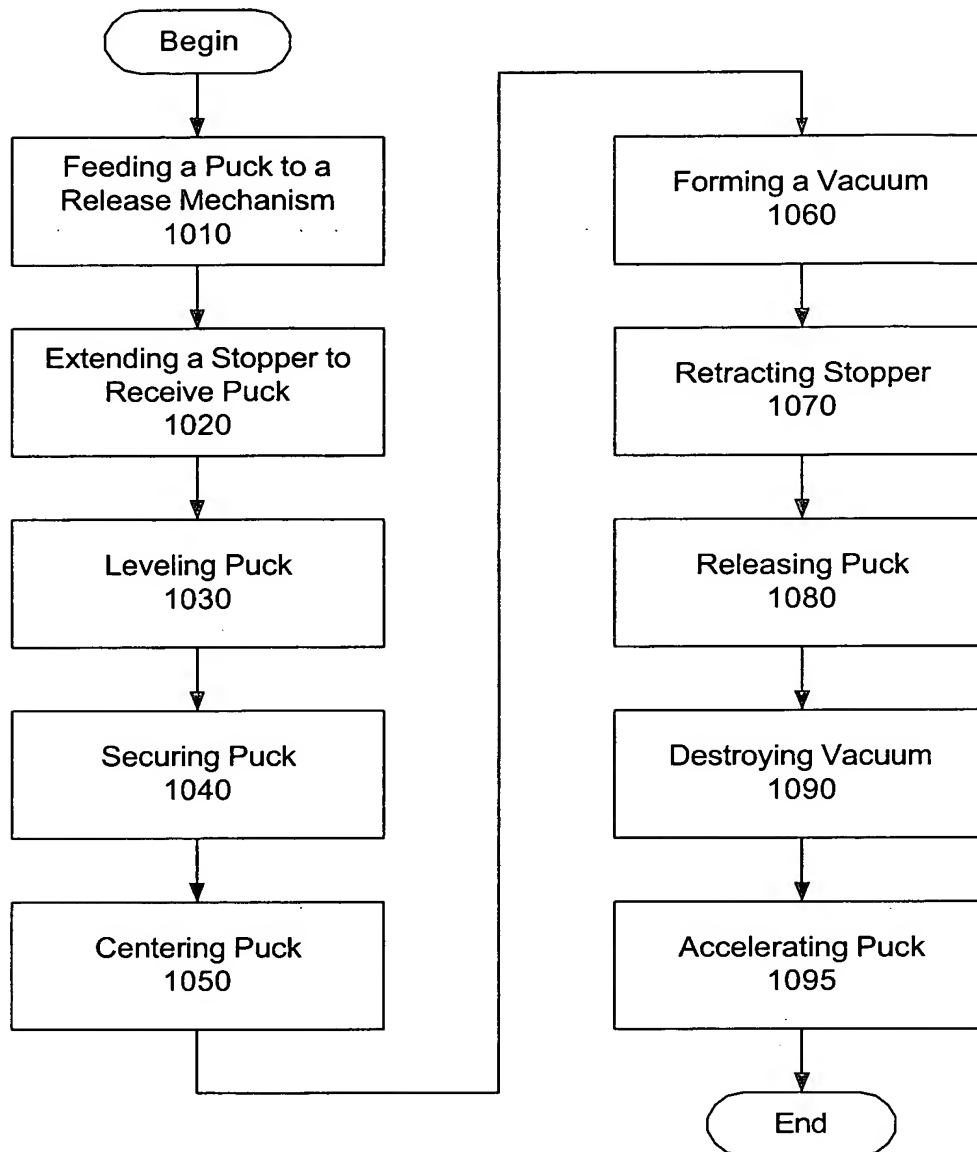 Begin
Feeding a Puck to a
Release Mechanism
1010
Extending a Stopper to
Receive Puck
1020
Leveling Puck
1030
Securing Puck
1040
Centering Puck
1050
Forming a Vacuum
1060
Retracting Stopper
1070
Releasing Puck
1080
Destroying Vacuum
1090
Accelerating Puck
1095
End